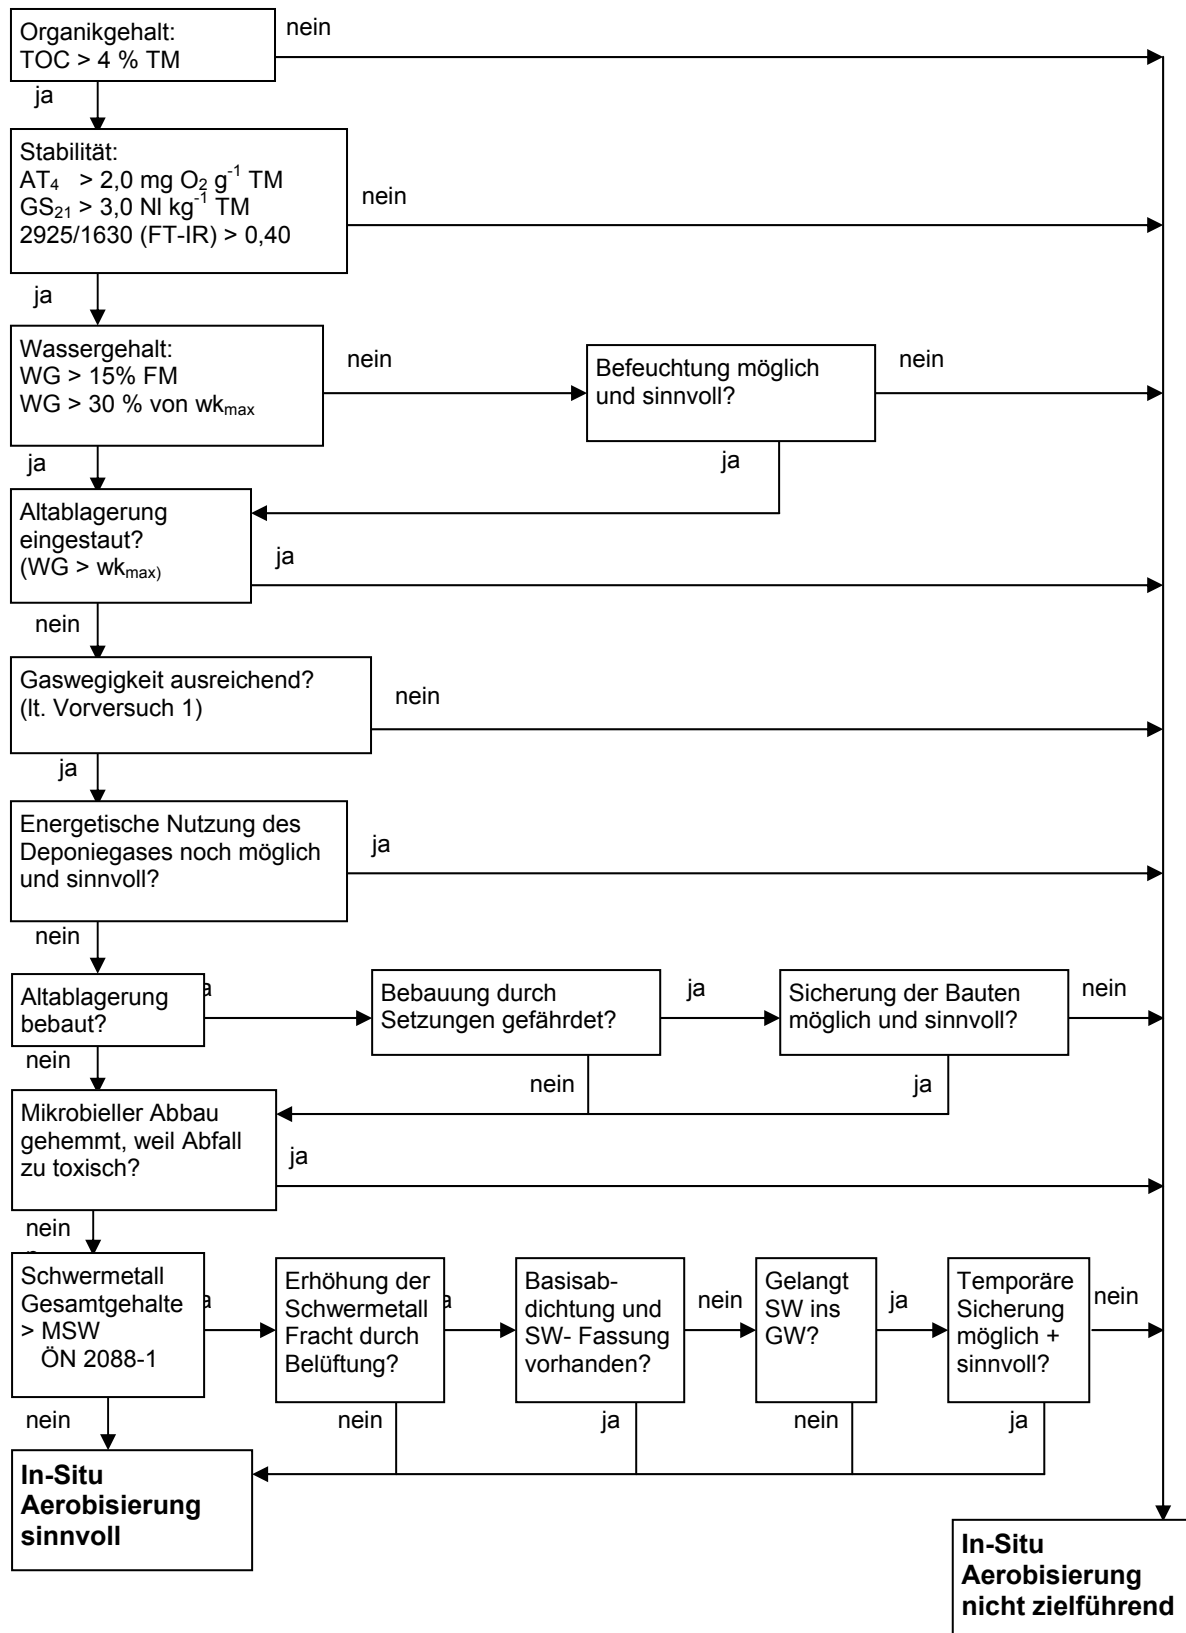 Organikgehalt:
TOC > 4 % TM
nein
ja
Stabilität:
AT₄ > 2,0 mg O₂ g⁻¹ TM
GS₂₁ > 3,0 Nl kg⁻¹ TM
2925/1630 (FT-IR) > 0,40
nein
ja
Wassergehalt:
WG > 15% FM
WG > 30 % von wkₘₐₓ
nein
Befeuchtung möglich
und sinnvoll?
nein
ja
ja
Altablagerung
eingestaut?
(WG > wkₘₐₓ)
ja
nein
Gaswegigkeit ausreichend?
(lt. Vorversuch 1)
nein
ja
Energetische Nutzung des
Deponiegases noch möglich
und sinnvoll?
ja
nein
Altablagerung
bebaut?
a
Bebauung durch
Setzungen gefährdet?
ja
Sicherung der Bauten
möglich und sinnvoll?
nein
nein
nein
ja
Mikrobieller Abbau
gehemmt, weil Abfall
zu toxisch?
ja
nein
Schwermetall
Gesamtgehalte
> MSW
ÖN 2088-1
a
Erhöhung der
Schwermetall
Fracht durch
Belüftung?
a
Basisab-
dichtung und
SW- Fassung
vorhanden?
nein
Gelangt
SW ins
GW?
ja
Temporäre
Sicherung
möglich +
sinnvoll?
nein
nein
nein
ja
nein
ja
In-Situ
Aerobisierung
sinnvoll
In-Situ
Aerobisierung
nicht zielführend